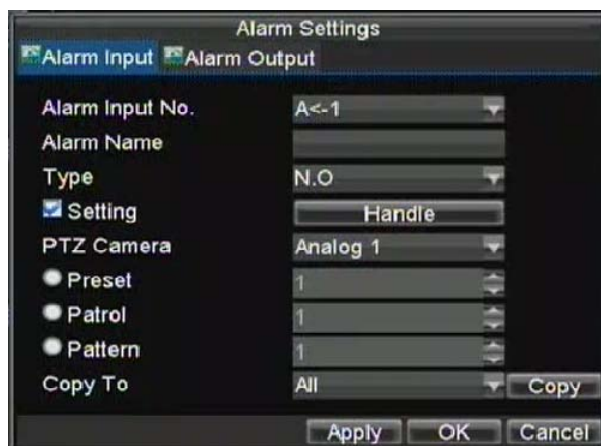 Alarm Settings
Alarm Input Alarm Output
Alarm Input No. A<-1
Alarm Name
Type N.O
Setting Handle
PTZ Camera Analog 1
Preset 1
Patrol 1
Pattern 1
Copy To All Copy
Apply OK Cancel